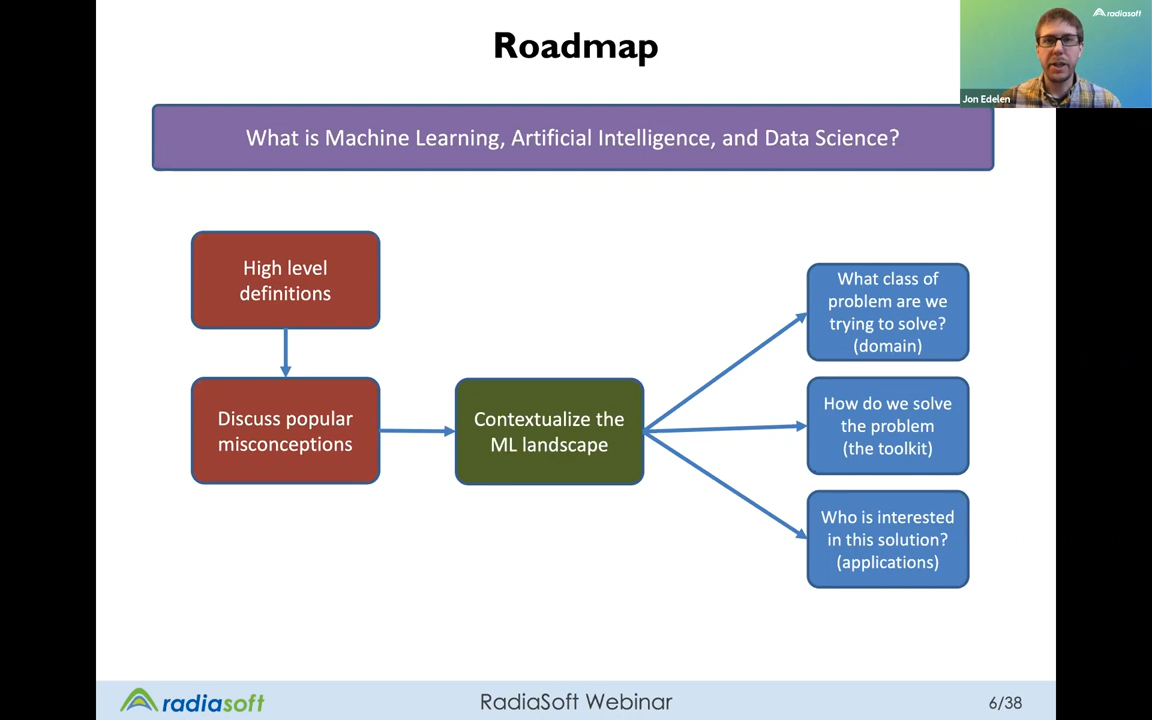 Roadmap
radiasoft
Jon Edelen
What is Machine Learning, Artificial Intelligence, and Data Science?
High level
definitions
Discuss popular
misconceptions
Contextualize the
ML landscape
What class of
problem are we
trying to solve?
(domain)
How do we solve
the problem
(the toolkit)
Who is interested
in this solution?
(applications)
radiasoft
RadiaSoft Webinar
6/38